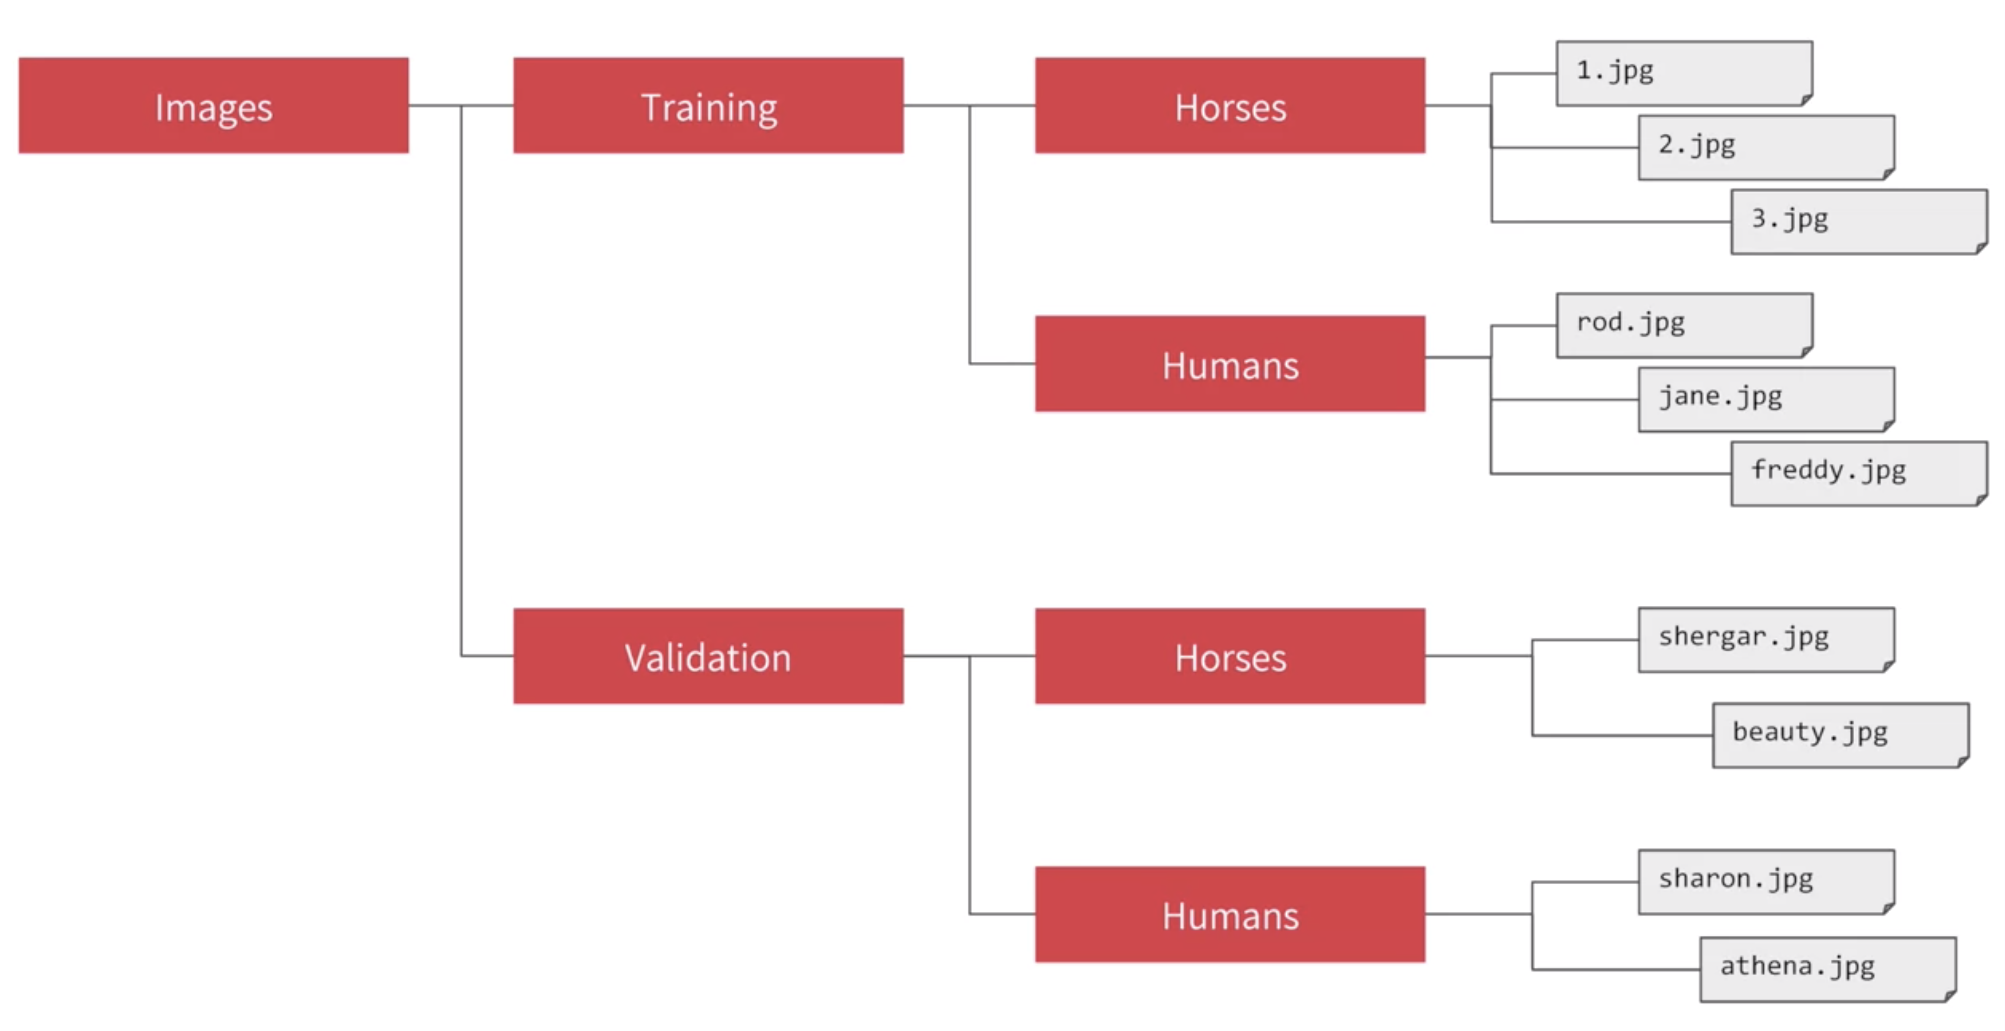 Images
Training
Horses
1.jpg
2.jpg
3.jpg
Humans
rod.jpg
jane.jpg
freddy.jpg
Validation
Horses
shergar.jpg
beauty.jpg
Humans
sharon.jpg
athena.jpg